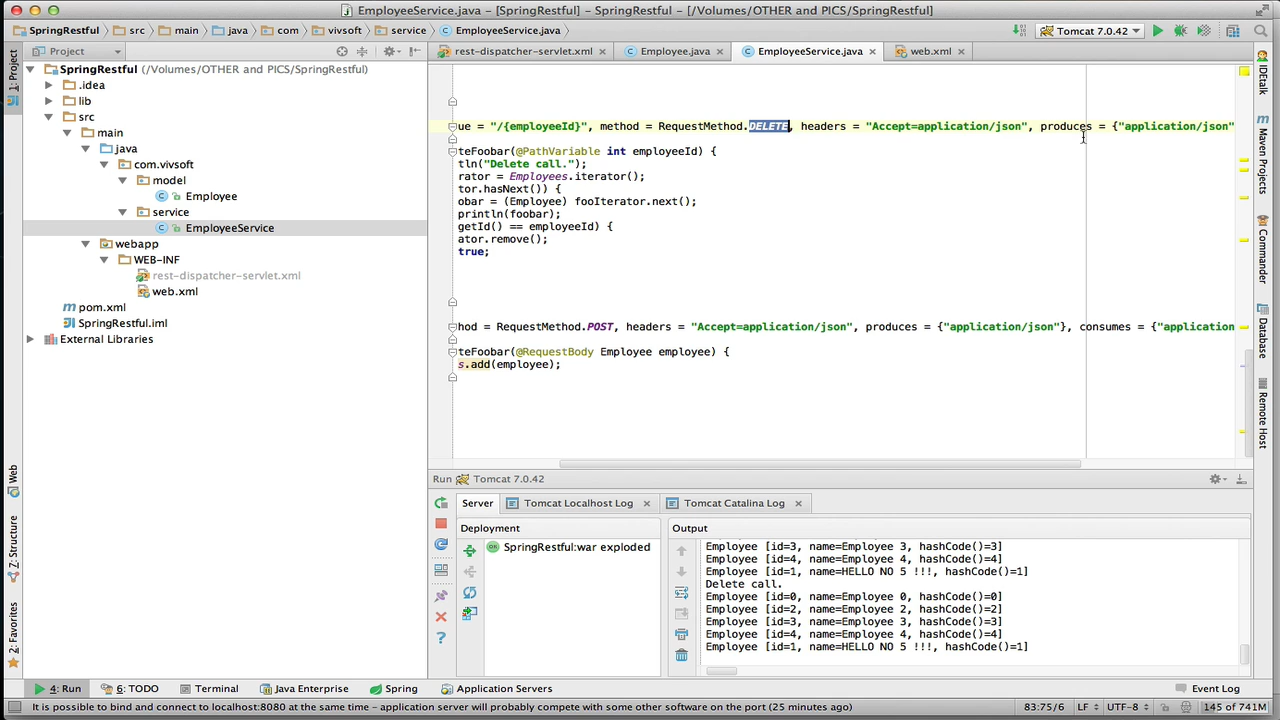 EmployeeService.java – [SpringRestful] – SpringRestful – [/Volumes/OTHER and PICS/SpringRestful]
SpringRestful src main java com vivsoft service EmployeeService.java Tomcat 7.0.42
Project
rest-dispatcher-servlet.xml Employee.java EmployeeService.java web.xml
1: Project
SpringRestful (/Volumes/OTHER and PICS/SpringRestful)
.idea
lib
src
main
java
com.vivsoft
model
Employee
service
EmployeeService
webapp
WEB-INF
rest-dispatcher-servlet.xml
web.xml
pom.xml
SpringRestful.iml
External Libraries
ue = "/{employeeId}", method = RequestMethod.DELETE, headers = "Accept=application/json", produces = {"application/json"
teFoobar(@PathVariable int employeeId) {
tln("Delete call.");
rator = Employees.iterator();
tor.hasNext()) {
obar = (Employee) fooIterator.next();
println(foobar);
getId() == employeeId) {
ator.remove();
true;
hod = RequestMethod.POST, headers = "Accept=application/json", produces = {"application/json"}, consumes = {"application
teFoobar(@RequestBody Employee employee) {
s.add(employee);
IDEtalk
Maven Projects
Commander
Database
Remote Host
Web
Z: Structure
2: Favorites
Run Tomcat 7.0.42
Server Tomcat Localhost Log Tomcat Catalina Log
Deployment
SpringRestful:war exploded
Output
Employee [id=3, name=Employee 3, hashCode()=3]
Employee [id=4, name=Employee 4, hashCode()=4]
Employee [id=1, name=HELLO NO 5 !!!, hashCode()=1]
Delete call.
Employee [id=0, name=Employee 0, hashCode()=0]
Employee [id=2, name=Employee 2, hashCode()=2]
Employee [id=3, name=Employee 3, hashCode()=3]
Employee [id=4, name=Employee 4, hashCode()=4]
Employee [id=1, name=HELLO NO 5 !!!, hashCode()=1]
4: Run 6: TODO Terminal Java Enterprise Spring Application Servers Event Log
It is possible to bind and connect to localhost:8080 at the same time – application server will probably compete with some other software on the port (25 minutes ago) 83:75/6 LF UTF-8 145 of 741M